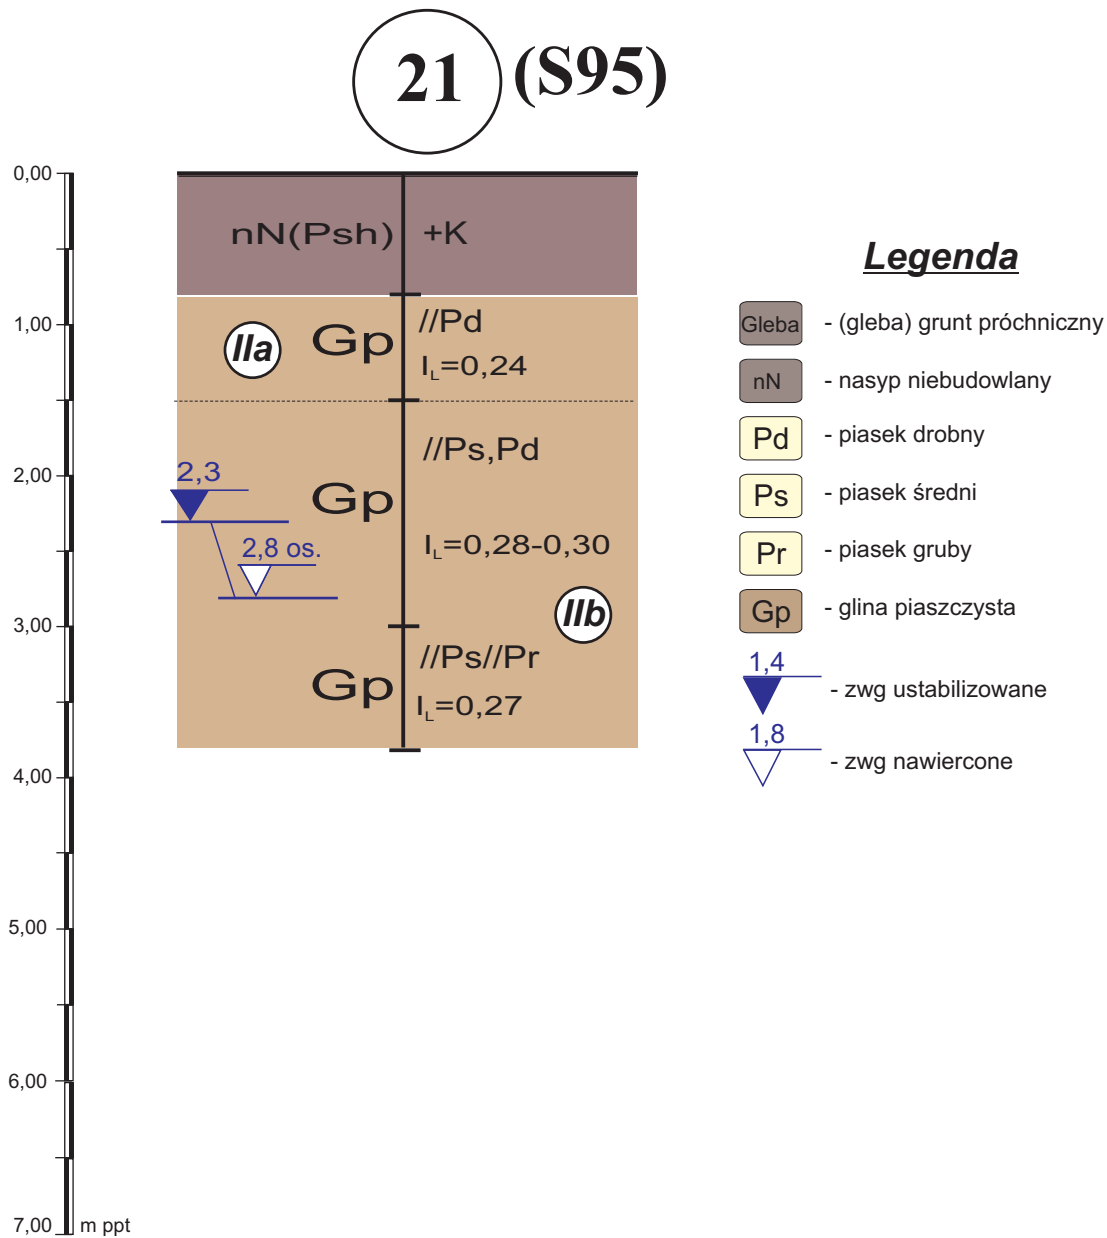 21 (S95)
0,00
nN(Psh) +K
1,00
IIa Gp //Pd
I_L=0,24
//Ps,Pd
2,00
2,3
Gp
2,8 os.
I_L=0,28-0,30
IIb
3,00
Gp //Ps//Pr
I_L=0,27
4,00
5,00
6,00
7,00 m ppt
Legenda
Gleba - (gleba) grunt próchniczny
nN - nasyp niebudowlany
Pd - piasek drobny
Ps - piasek średni
Pr - piasek gruby
Gp - glina piaszczysta
1,4 - zwg ustabilizowane
1,8 - zwg nawiercone